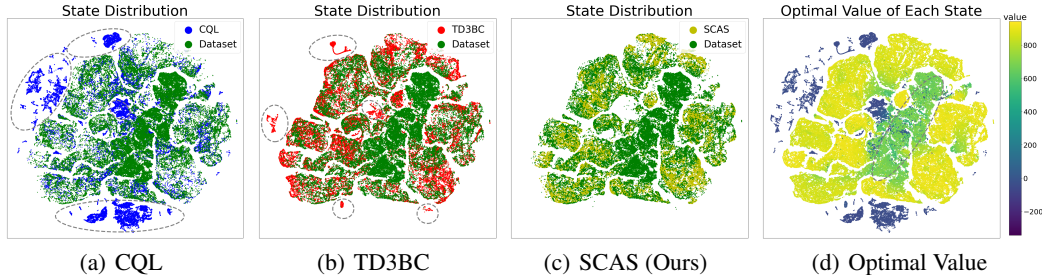 State Distribution
CQL
Dataset
(a) CQL
State Distribution
TD3BC
Dataset
(b) TD3BC
State Distribution
SCAS
Dataset
(c) SCAS (Ours)
Optimal Value of Each State
value
800
600
400
200
0
−200
(d) Optimal Value